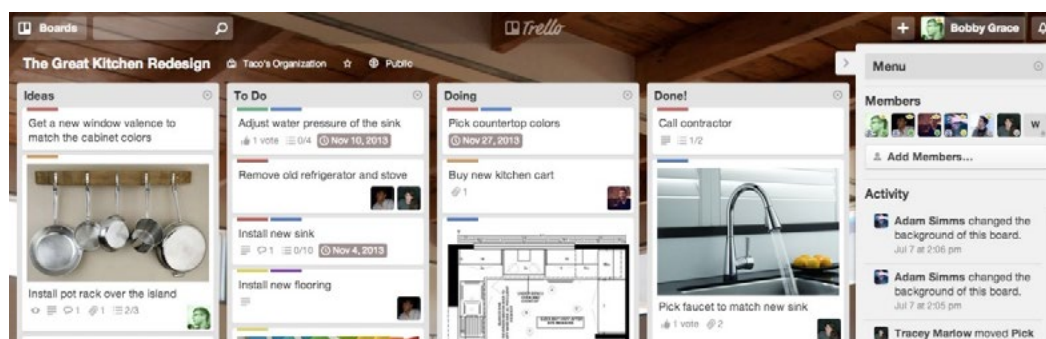 Boards
Trello
Bobby Grace
The Great Kitchen Redesign
Taco's Organization
Public
Ideas
Get a new window valence to
match the cabinet colors
Install pot rack over the island
1
1
2/3
To Do
Adjust water pressure of the sink
1 vote
0/4
Nov 10, 2013
Remove old refrigerator and stove
Install new sink
1
0/10
Nov 4, 2013
Install new flooring
Doing
Pick countertop colors
Nov 27, 2013
Buy new kitchen cart
1
Done!
Call contractor
1/2
Pick faucet to match new sink
1 vote
2
Menu
Members
W
Add Members...
Activity
Adam Simms changed the
background of this board.
Jul 7 at 2:06 pm
Adam Simms changed the
background of this board.
Jul 7 at 2:05 pm
Tracey Marlow moved Pick